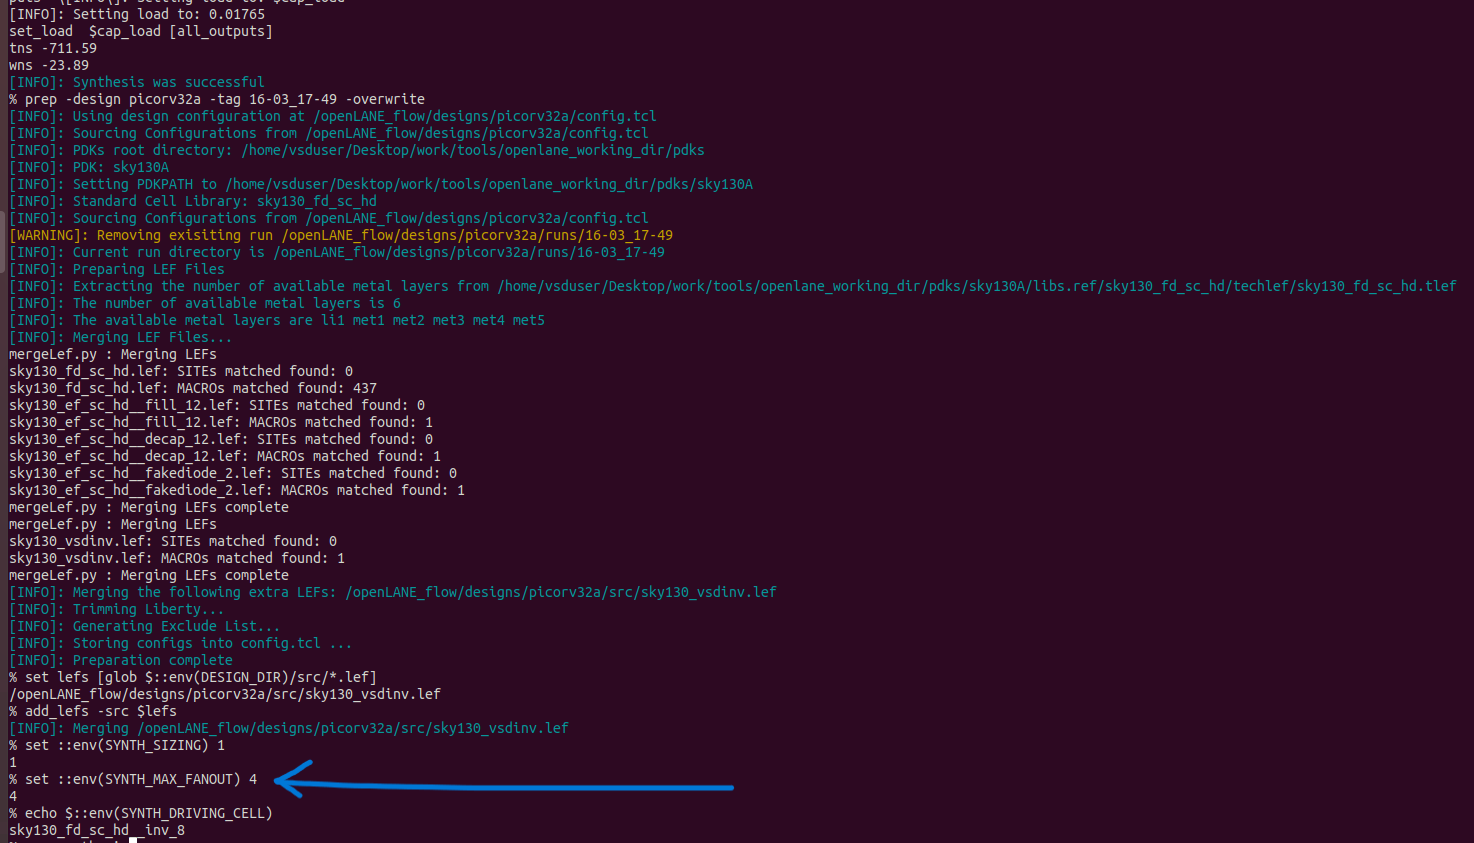 [INFO]: Setting load to: 0.01765
set_load  $cap_load [all_outputs]
tns -711.59
wns -23.89
[INFO]: Synthesis was successful
% prep -design picorv32a -tag 16-03_17-49 -overwrite
[INFO]: Using design configuration at /openLANE_flow/designs/picorv32a/config.tcl
[INFO]: Sourcing Configurations from /openLANE_flow/designs/picorv32a/config.tcl
[INFO]: PDKs root directory: /home/vsduser/Desktop/work/tools/openlane_working_dir/pdks
[INFO]: PDK: sky130A
[INFO]: Setting PDKPATH to /home/vsduser/Desktop/work/tools/openlane_working_dir/pdks/sky130A
[INFO]: Standard Cell Library: sky130_fd_sc_hd
[INFO]: Sourcing Configurations from /openLANE_flow/designs/picorv32a/config.tcl
[WARNING]: Removing exisiting run /openLANE_flow/designs/picorv32a/runs/16-03_17-49
[INFO]: Current run directory is /openLANE_flow/designs/picorv32a/runs/16-03_17-49
[INFO]: Preparing LEF Files
[INFO]: Extracting the number of available metal layers from /home/vsduser/Desktop/work/tools/openlane_working_dir/pdks/sky130A/libs.ref/sky130_fd_sc_hd/techlef/sky130_fd_sc_hd.tlef
[INFO]: The number of available metal layers is 6
[INFO]: The available metal layers are li1 met1 met2 met3 met4 met5
[INFO]: Merging LEF Files...
mergeLef.py : Merging LEFs
sky130_fd_sc_hd.lef: SITEs matched found: 0
sky130_fd_sc_hd.lef: MACROs matched found: 437
sky130_ef_sc_hd__fill_12.lef: SITEs matched found: 0
sky130_ef_sc_hd__fill_12.lef: MACROs matched found: 1
sky130_ef_sc_hd__decap_12.lef: SITEs matched found: 0
sky130_ef_sc_hd__decap_12.lef: MACROs matched found: 1
sky130_ef_sc_hd__fakediode_2.lef: SITEs matched found: 0
sky130_ef_sc_hd__fakediode_2.lef: MACROs matched found: 1
mergeLef.py : Merging LEFs complete
mergeLef.py : Merging LEFs
sky130_vsdinv.lef: SITEs matched found: 0
sky130_vsdinv.lef: MACROs matched found: 1
mergeLef.py : Merging LEFs complete
[INFO]: Merging the following extra LEFs: /openLANE_flow/designs/picorv32a/src/sky130_vsdinv.lef
[INFO]: Trimming Liberty...
[INFO]: Generating Exclude List...
[INFO]: Storing configs into config.tcl ...
[INFO]: Preparation complete
% set lefs [glob $::env(DESIGN_DIR)/src/*.lef]
/openLANE_flow/designs/picorv32a/src/sky130_vsdinv.lef
% add_lefs -src $lefs
[INFO]: Merging /openLANE_flow/designs/picorv32a/src/sky130_vsdinv.lef
% set ::env(SYNTH_SIZING) 1
1
% set ::env(SYNTH_MAX_FANOUT) 4
4
% echo $::env(SYNTH_DRIVING_CELL)
sky130_fd_sc_hd__inv_8